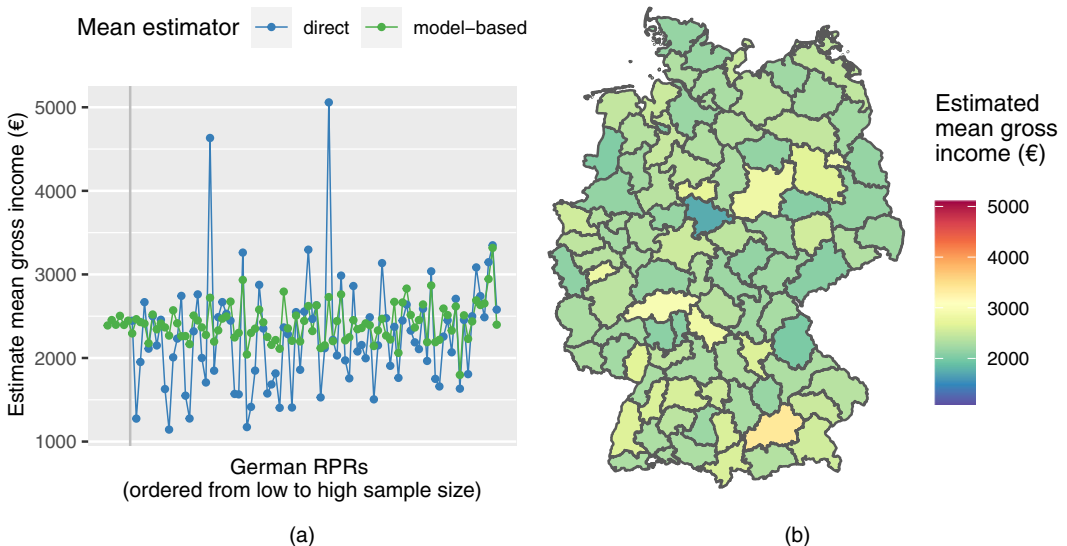 Mean estimator direct model−based
Estimate mean gross income (€)
5000
4000
3000
2000
1000
German RPRs
(ordered from low to high sample size)
(a)
Estimated
mean gross
income (€)
5000
4000
3000
2000
(b)